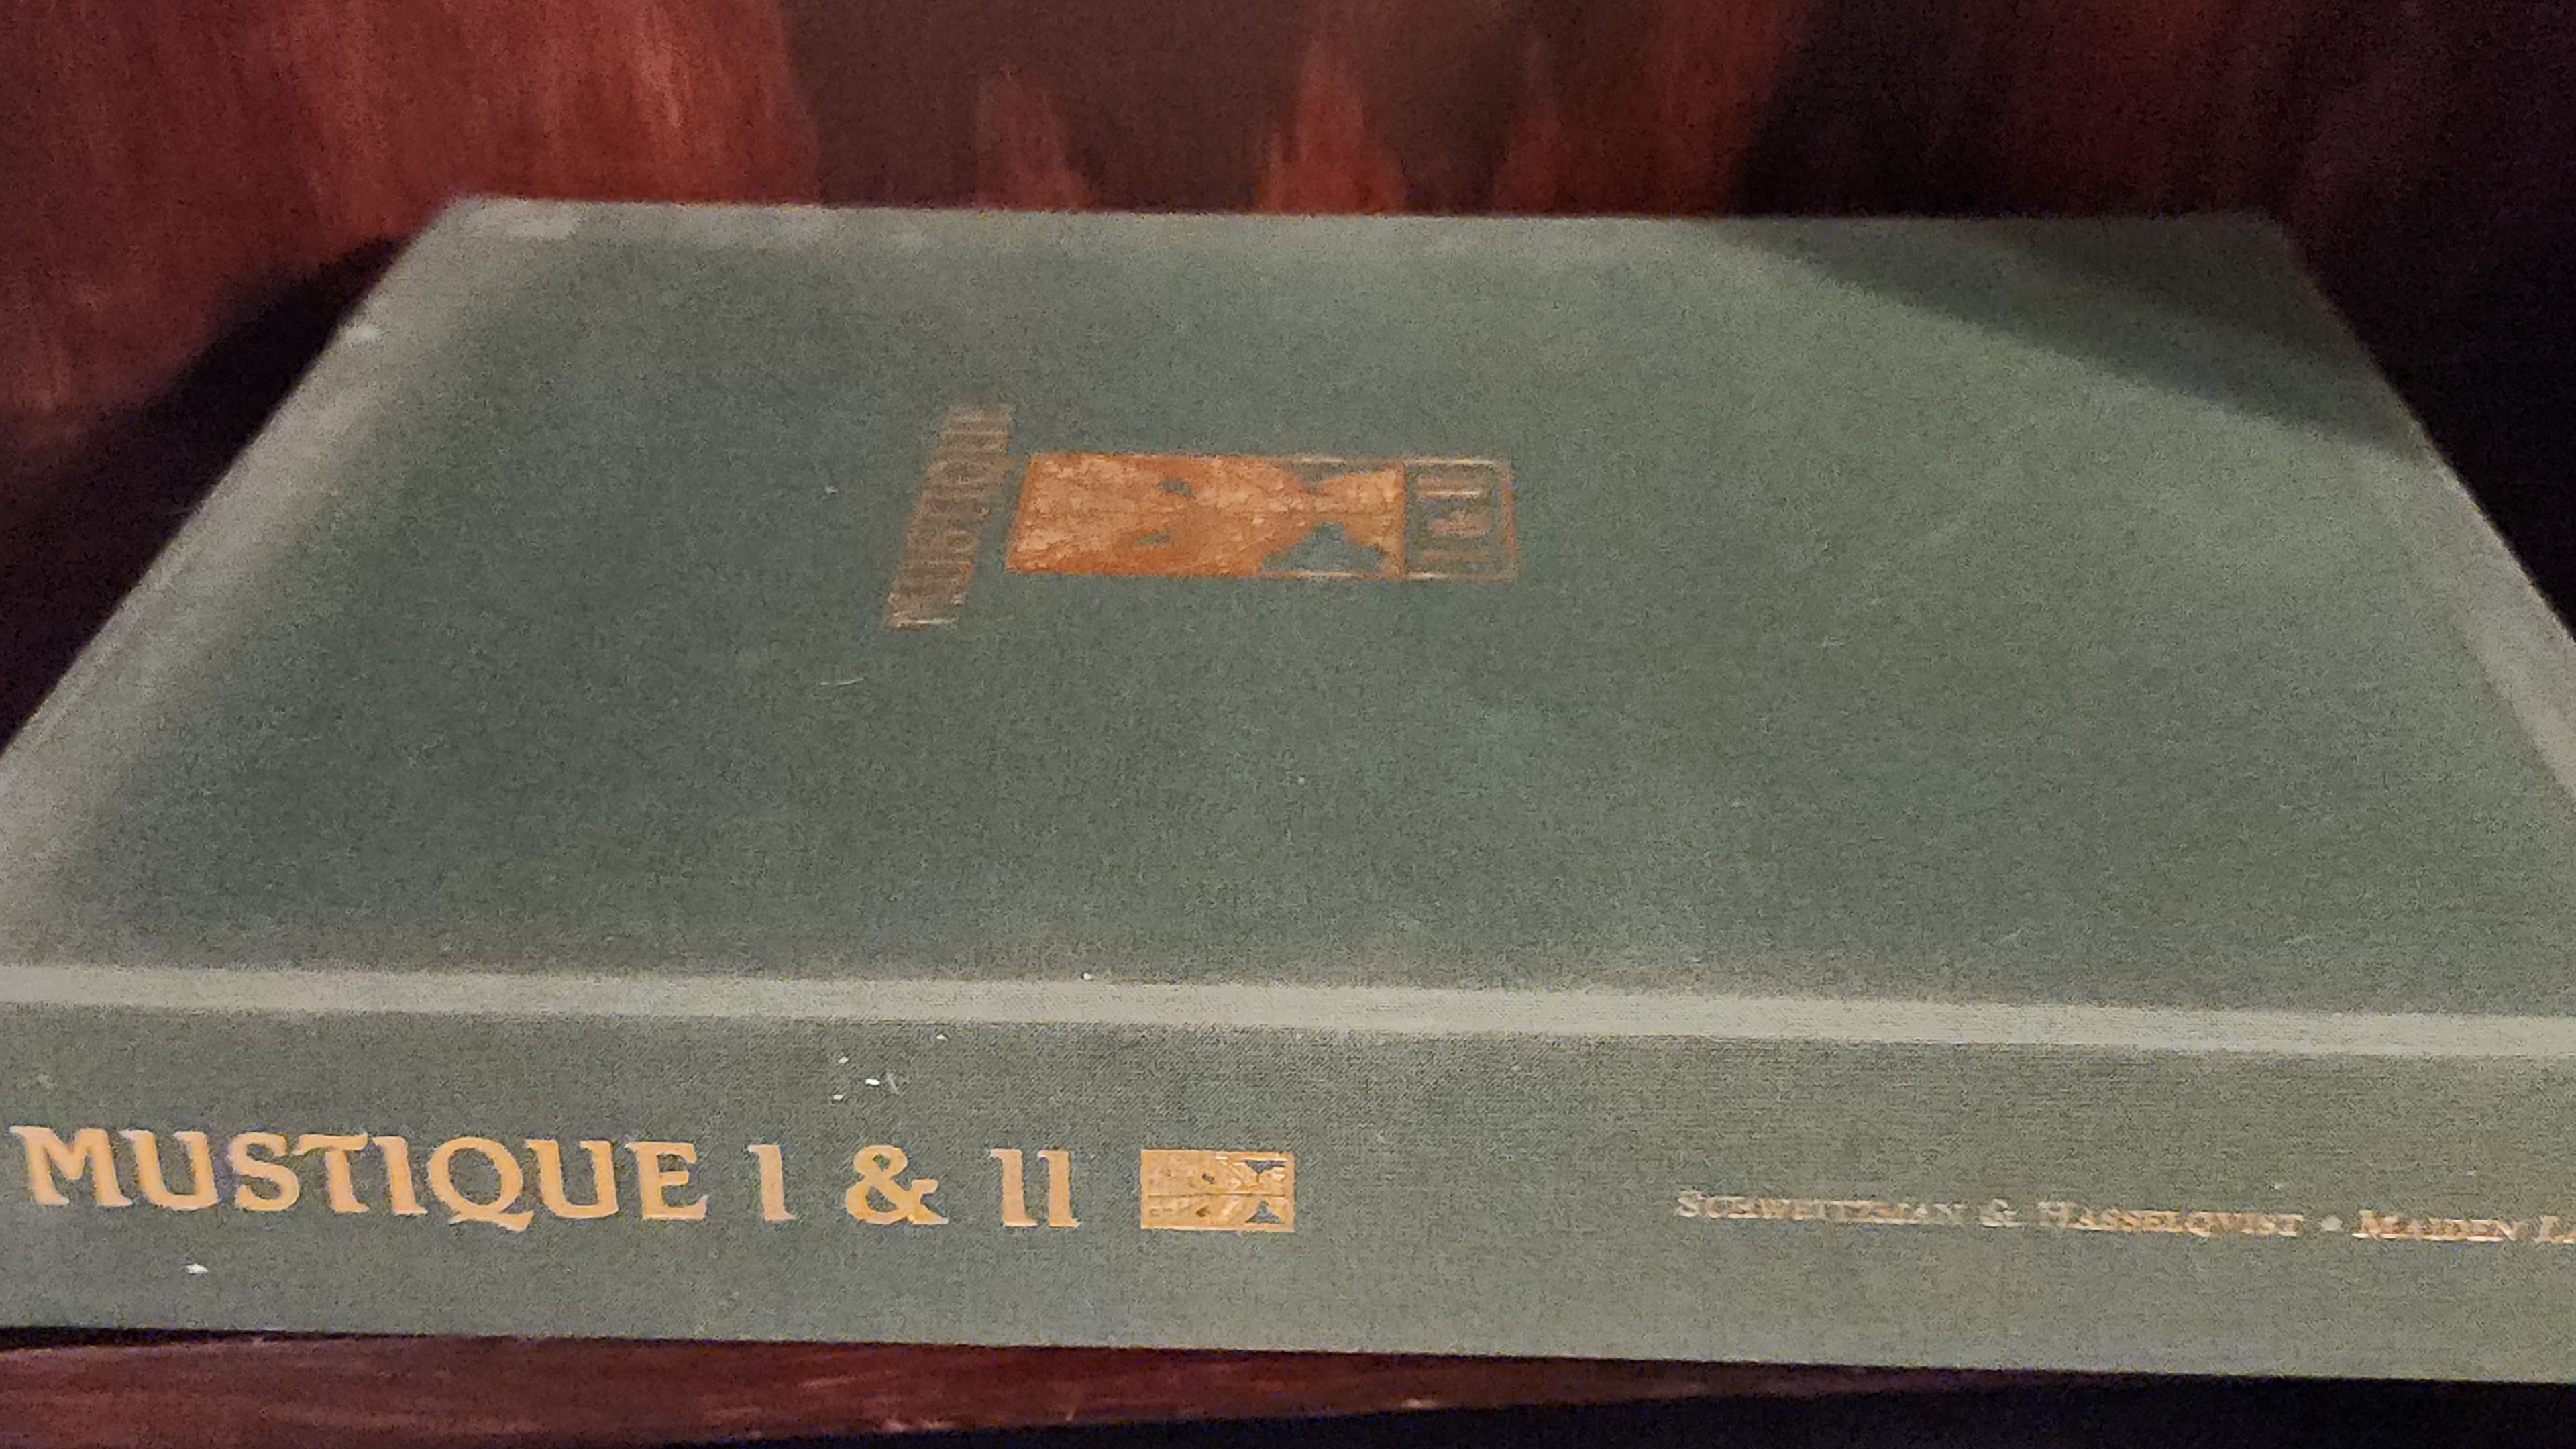 MUSTIQUE I & II
SCHWEITZMAN & HASSELQVIST • MAIDEN